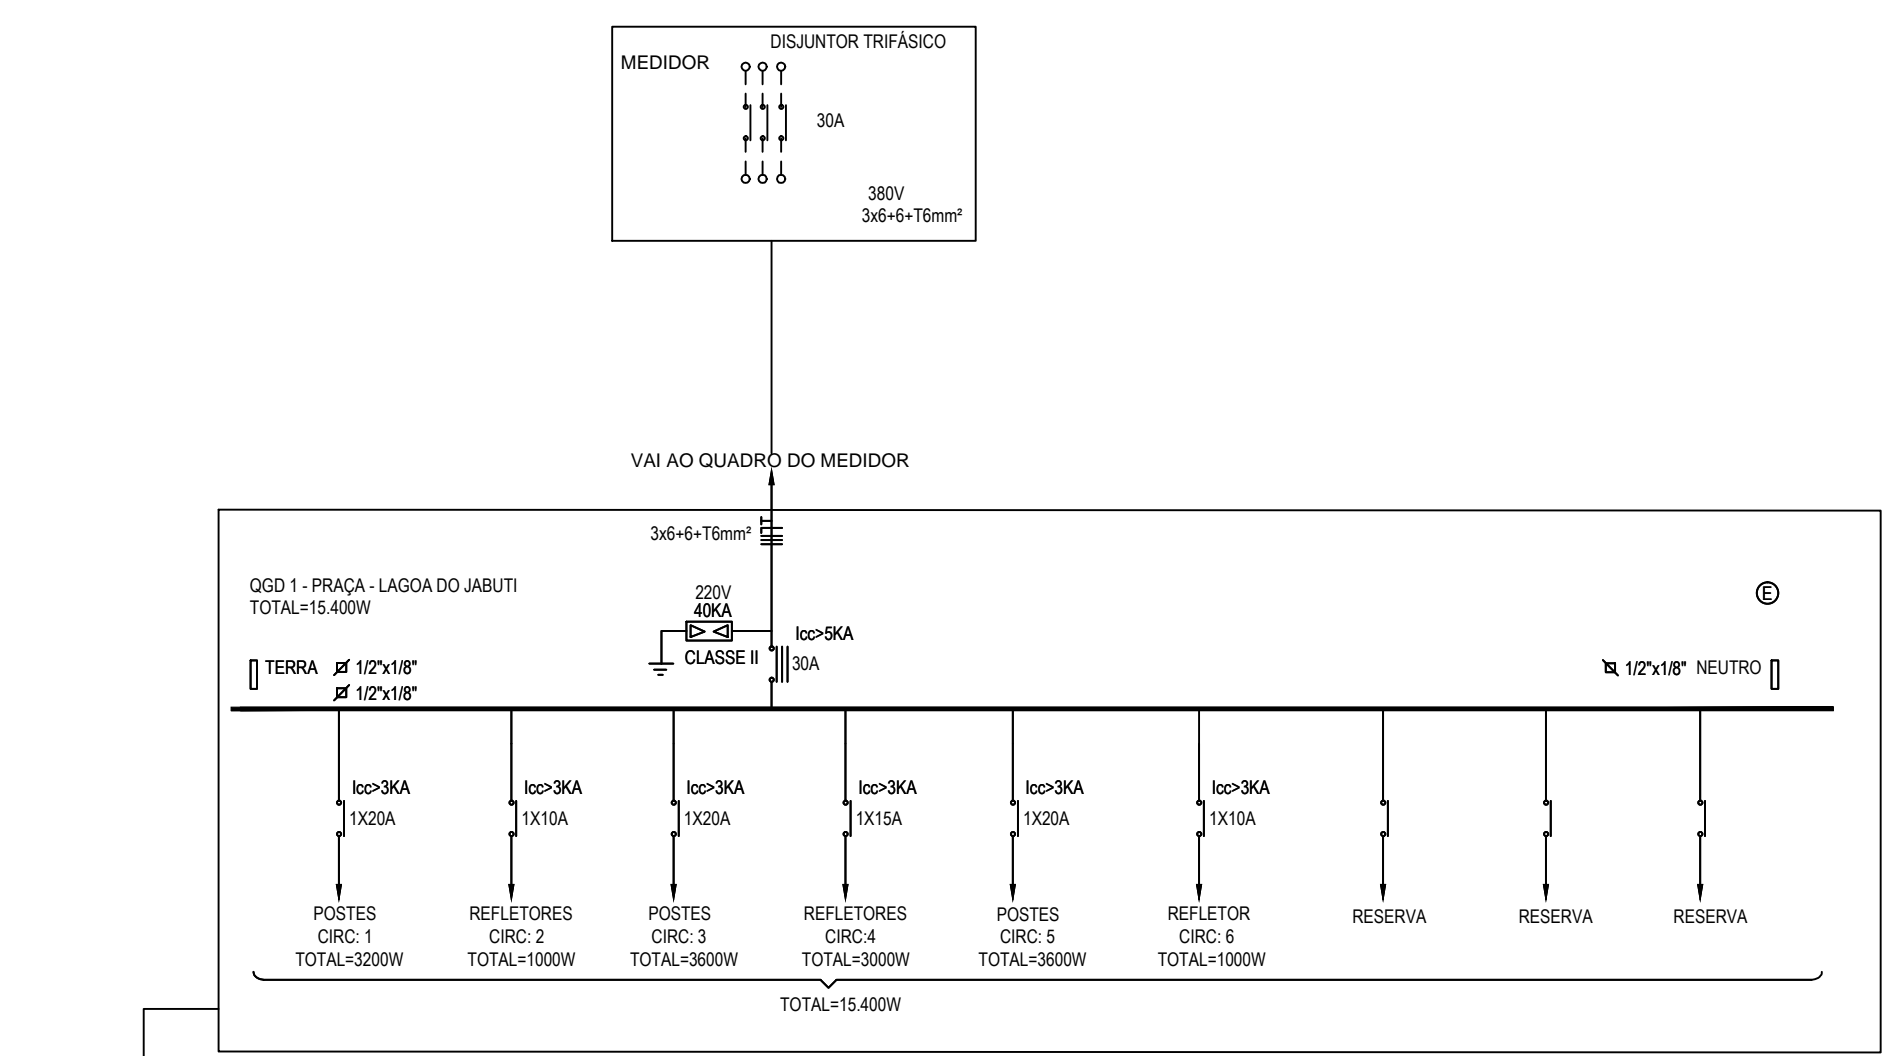 DISJUNTOR TRIFÁSICO
MEDIDOR
30A
380V
3x6+6+T6mm²
VAI AO QUADRO DO MEDIDOR
3x6+6+T6mm²
QGD 1 - PRAÇA - LAGOA DO JABUTI
TOTAL=15.400W
220V
40KA
CLASSE II
Icc>5KA
30A
E
TERRA 1/2"x1/8"
1/2"x1/8"
1/2"x1/8" NEUTRO
Icc>3KA
1X20A
POSTES
CIRC: 1
TOTAL=3200W
Icc>3KA
1X10A
REFLETORES
CIRC: 2
TOTAL=1000W
Icc>3KA
1X20A
POSTES
CIRC: 3
TOTAL=3600W
Icc>3KA
1X15A
REFLETORES
CIRC:4
TOTAL=3000W
Icc>3KA
1X20A
POSTES
CIRC: 5
TOTAL=3600W
Icc>3KA
1X10A
REFLETOR
CIRC: 6
TOTAL=1000W
RESERVA
RESERVA
RESERVA
TOTAL=15.400W